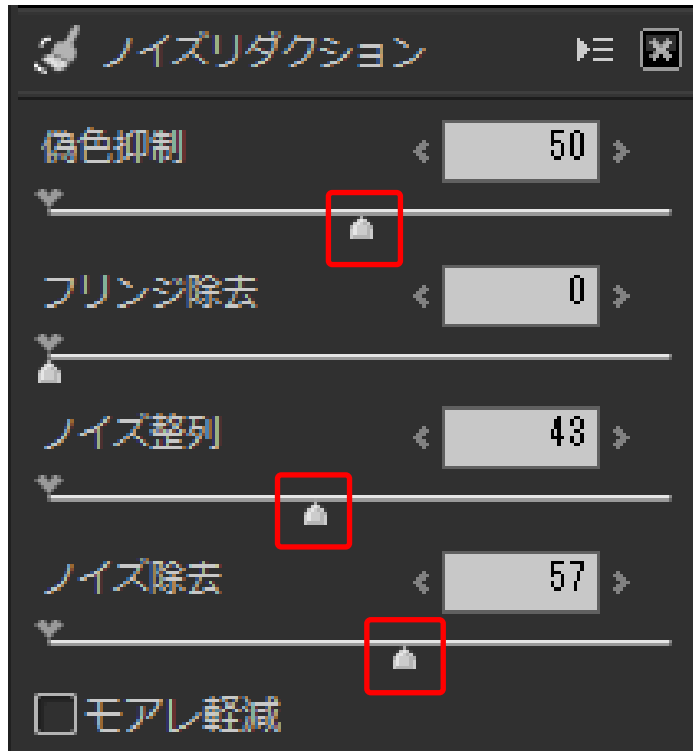 ノイズリダクション
偽色抑制 50
フリンジ除去 0
ノイズ整列 43
ノイズ除去 57
モアレ軽減